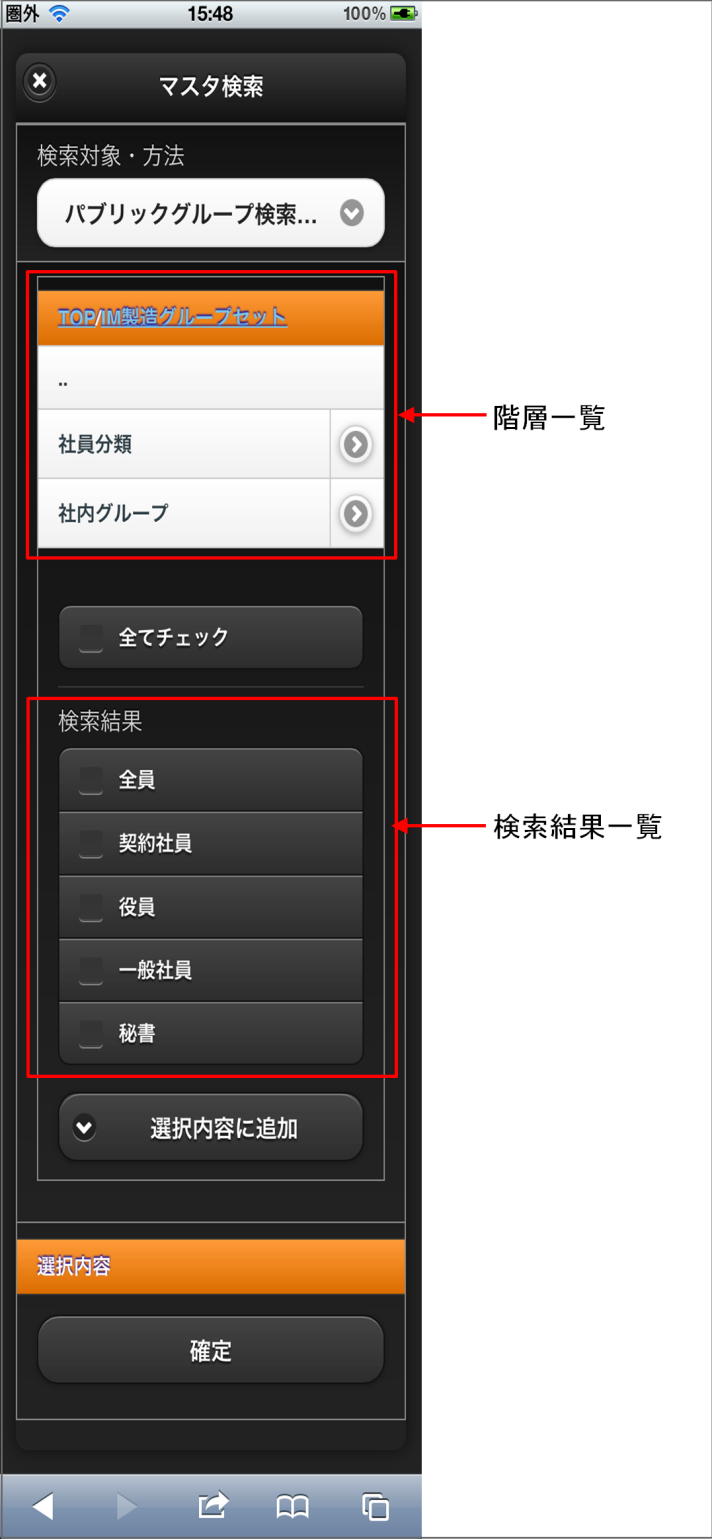 圏外 15:48 100%
マスタ検索
検索対象・方法
パブリックグループ検索...
TOP/IM製造グループセット
..
社員分類
社内グループ
階層一覧
全てチェック
検索結果
全員
契約社員
役員
一般社員
秘書
検索結果一覧
選択内容に追加
選択内容
確定